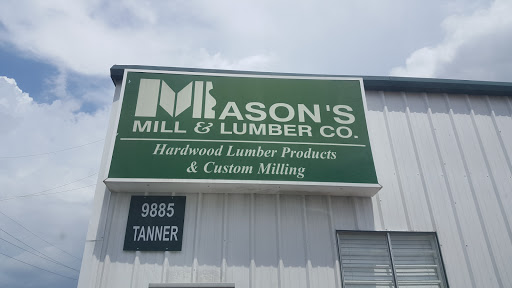 MASON'S
MILL & LUMBER CO.
Hardwood Lumber Products
& Custom Milling
9885
TANNER